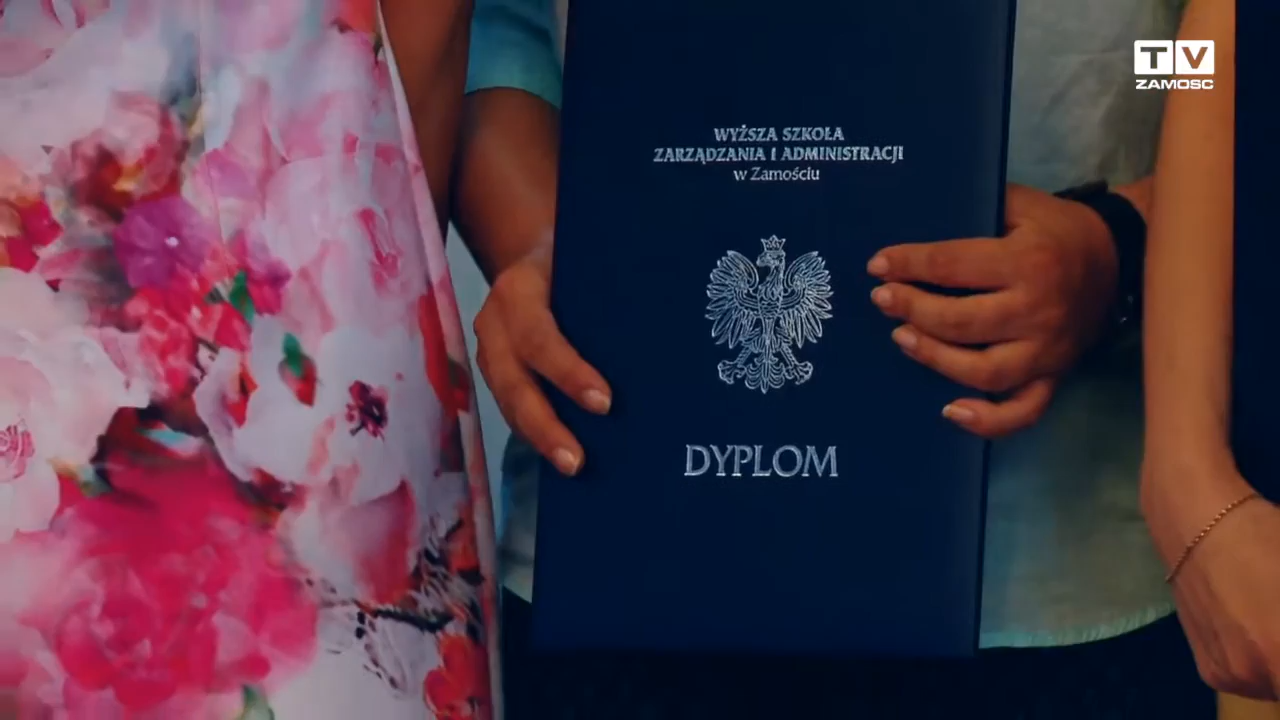 TV
ZAMOSC
WYŻSZA SZKOŁA
ZARZĄDZANIA I ADMINISTRACJI
w Zamościu
DYPLOM